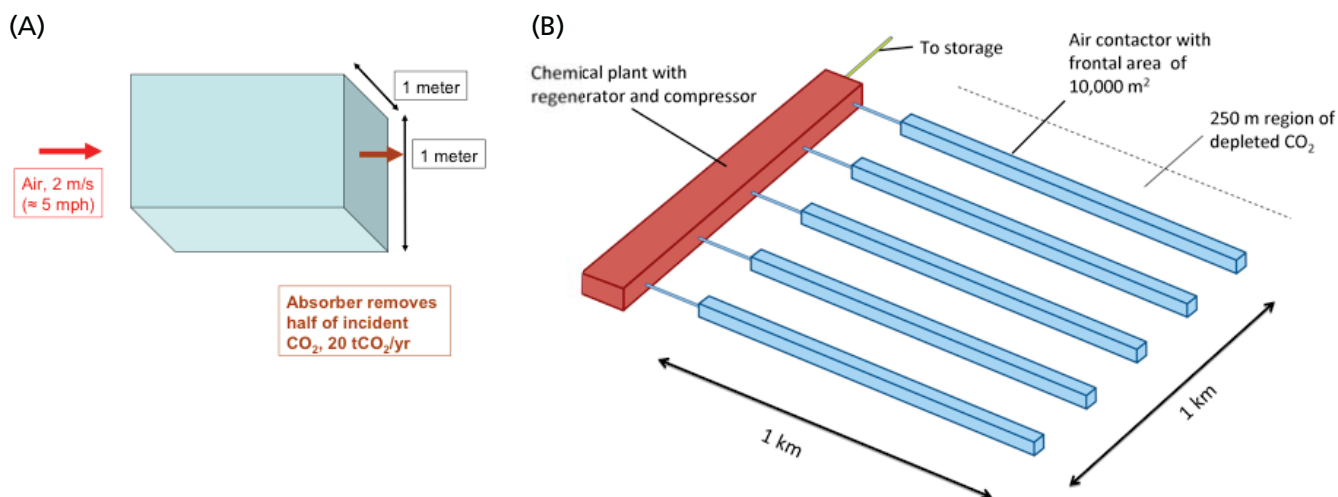 (A)
1 meter
1 meter
Air, 2 m/s
(≈ 5 mph)
Absorber removes
half of incident
CO₂, 20 tCO₂/yr
(B)
To storage
Chemical plant with
regenerator and compressor
Air contactor with
frontal area of
10,000 m²
250 m region of
depleted CO₂
1 km
1 km